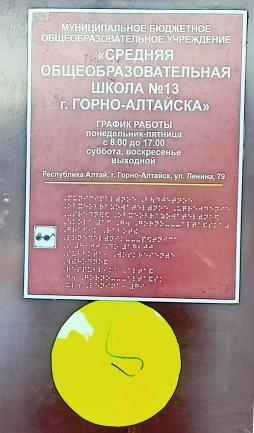 МУНИЦИПАЛЬНОЕ БЮДЖЕТНОЕ
ОБЩЕОБРАЗОВАТЕЛЬНОЕ УЧРЕЖДЕНИЕ
«СРЕДНЯЯ
ОБЩЕОБРАЗОВАТЕЛЬНАЯ
ШКОЛА №13
г. ГОРНО-АЛТАЙСКА»
ГРАФИК РАБОТЫ
понедельник-пятница
с 8.00 до 17.00
суббота, воскресенье
выходной
Республика Алтай, г. Горно-Алтайск, ул. Ленина, 79